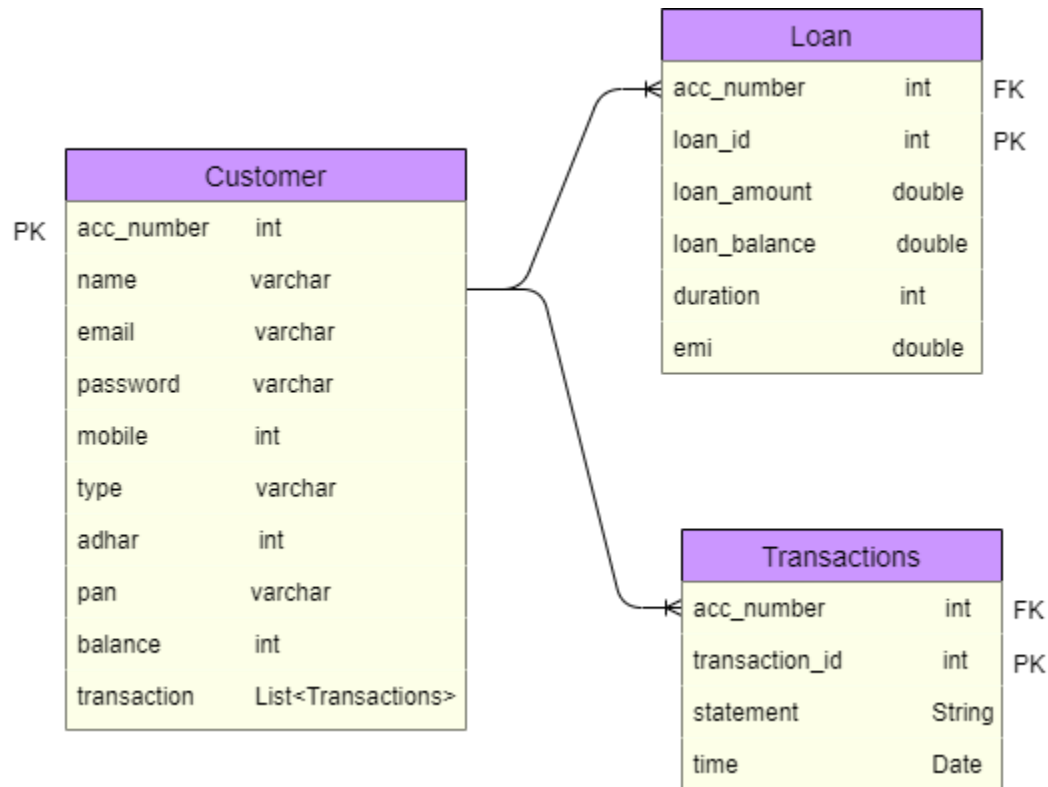 Loan
acc_number int FK
loan_id int PK
loan_amount double
loan_balance double
duration int
emi double
Customer
PK acc_number int
name varchar
email varchar
password varchar
mobile int
type varchar
adhar int
pan varchar
balance int
transaction List<Transactions>
Transactions
acc_number int FK
transaction_id int PK
statement String
time Date